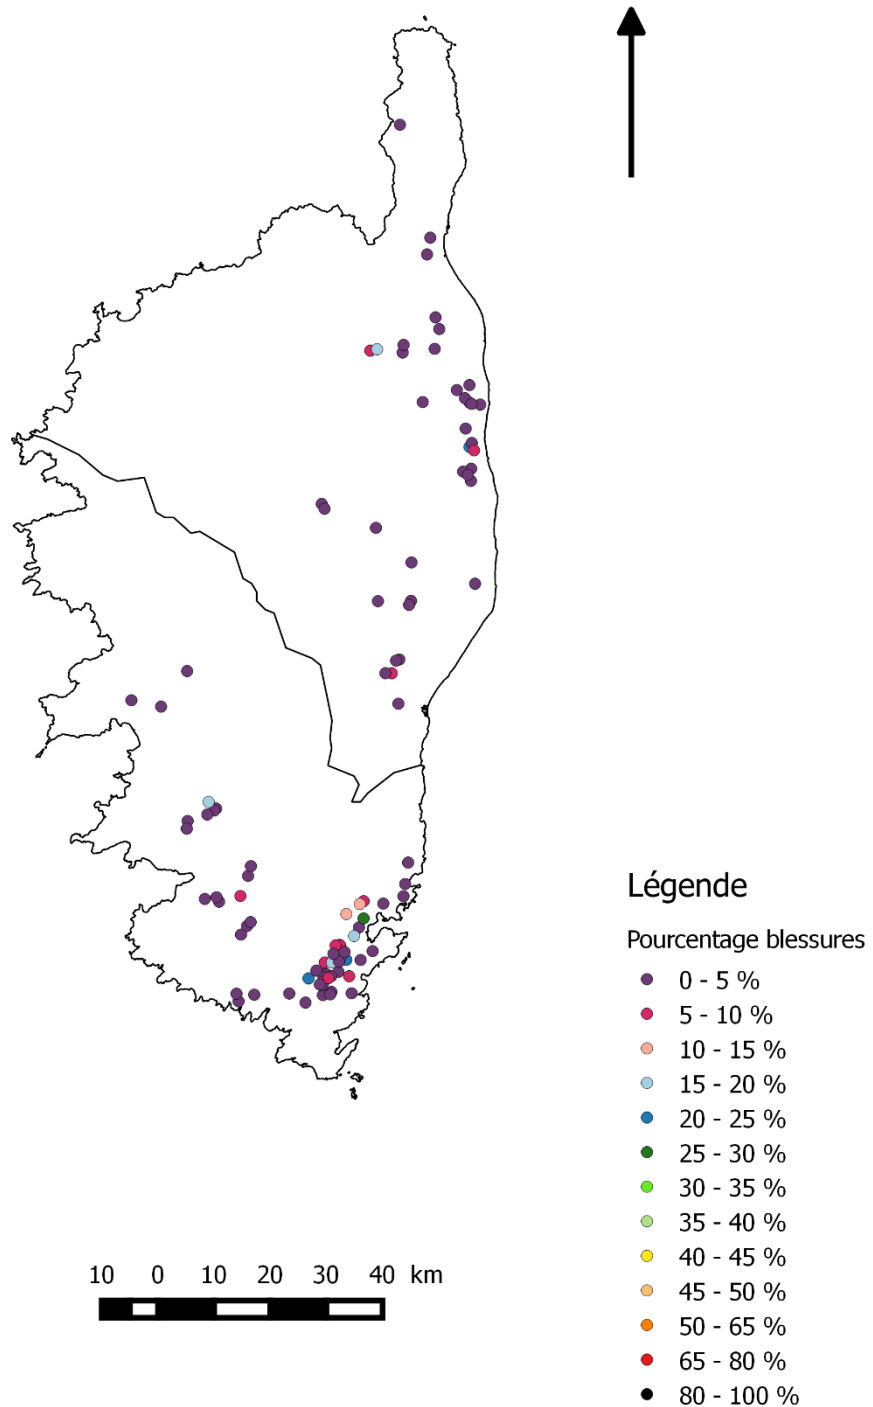 Légende
Pourcentage blessures
0 - 5 %
5 - 10 %
10 - 15 %
15 - 20 %
20 - 25 %
25 - 30 %
30 - 35 %
35 - 40 %
40 - 45 %
45 - 50 %
50 - 65 %
65 - 80 %
80 - 100 %
10 0 10 20 30 40 km